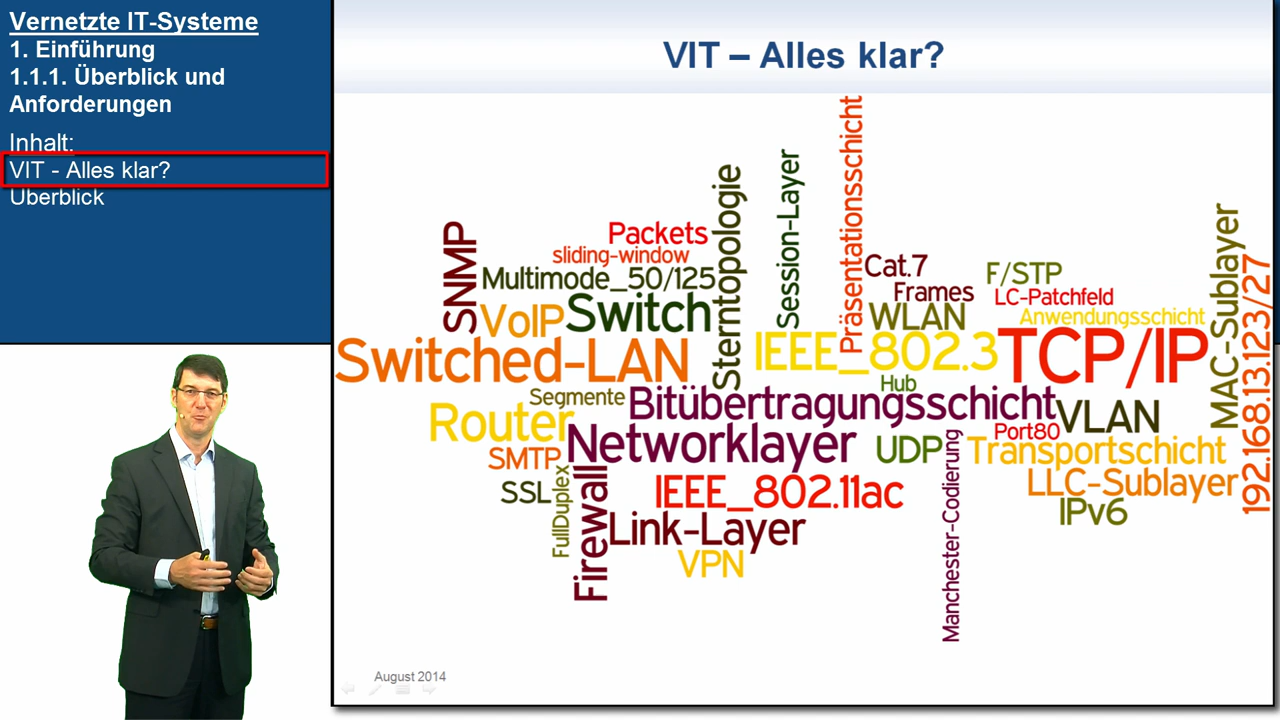 Vernetzte IT-Systeme
1. Einführung
1.1.1. Überblick und
Anforderungen
Inhalt:
VIT - Alles klar?
Überblick
VIT – Alles klar?
Präsentationsschicht
Session-Layer
Sterntopologie
SNMP
Packets
sliding-window
Multimode_50/125
VoIP
Switch
Cat.7
Frames
WLAN
F/STP
LC-Patchfeld
Anwendungsschicht
MAC-Sublayer
192.168.13.123/27
Switched-LAN
IEEE_802.3
TCP/IP
Hub
Segmente
Bitübertragungsschicht
VLAN
Router
Networklayer
UDP
Port80
Transportschicht
SMTP
SSL
FullDuplex
Firewall
IEEE_802.11ac
Manchester-Codierung
LLC-Sublayer
IPv6
Link-Layer
VPN
August 2014